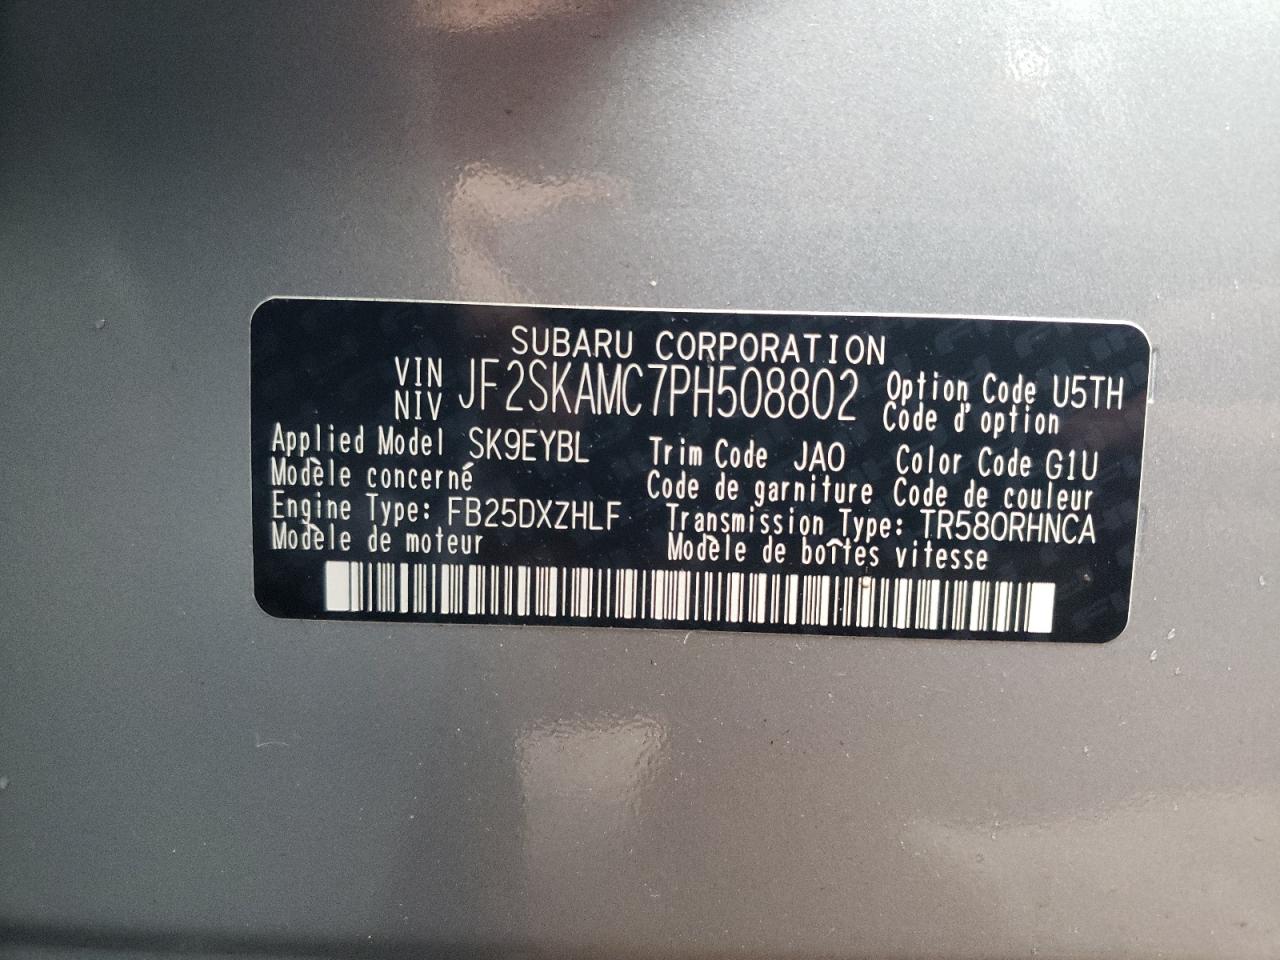 SUBARU CORPORATION
VIN JF2SKAMC7PH508802 Option Code U5TH
NIV Code d'option
Applied Model SK9EYBL Trim Code JAO Color Code G1U
Modèle concerné Code de garniture Code de couleur
Engine Type: FB25DXZHLF Transmission Type: TR580RHNCA
Modèle de moteur Modèle de boîtes vitesse